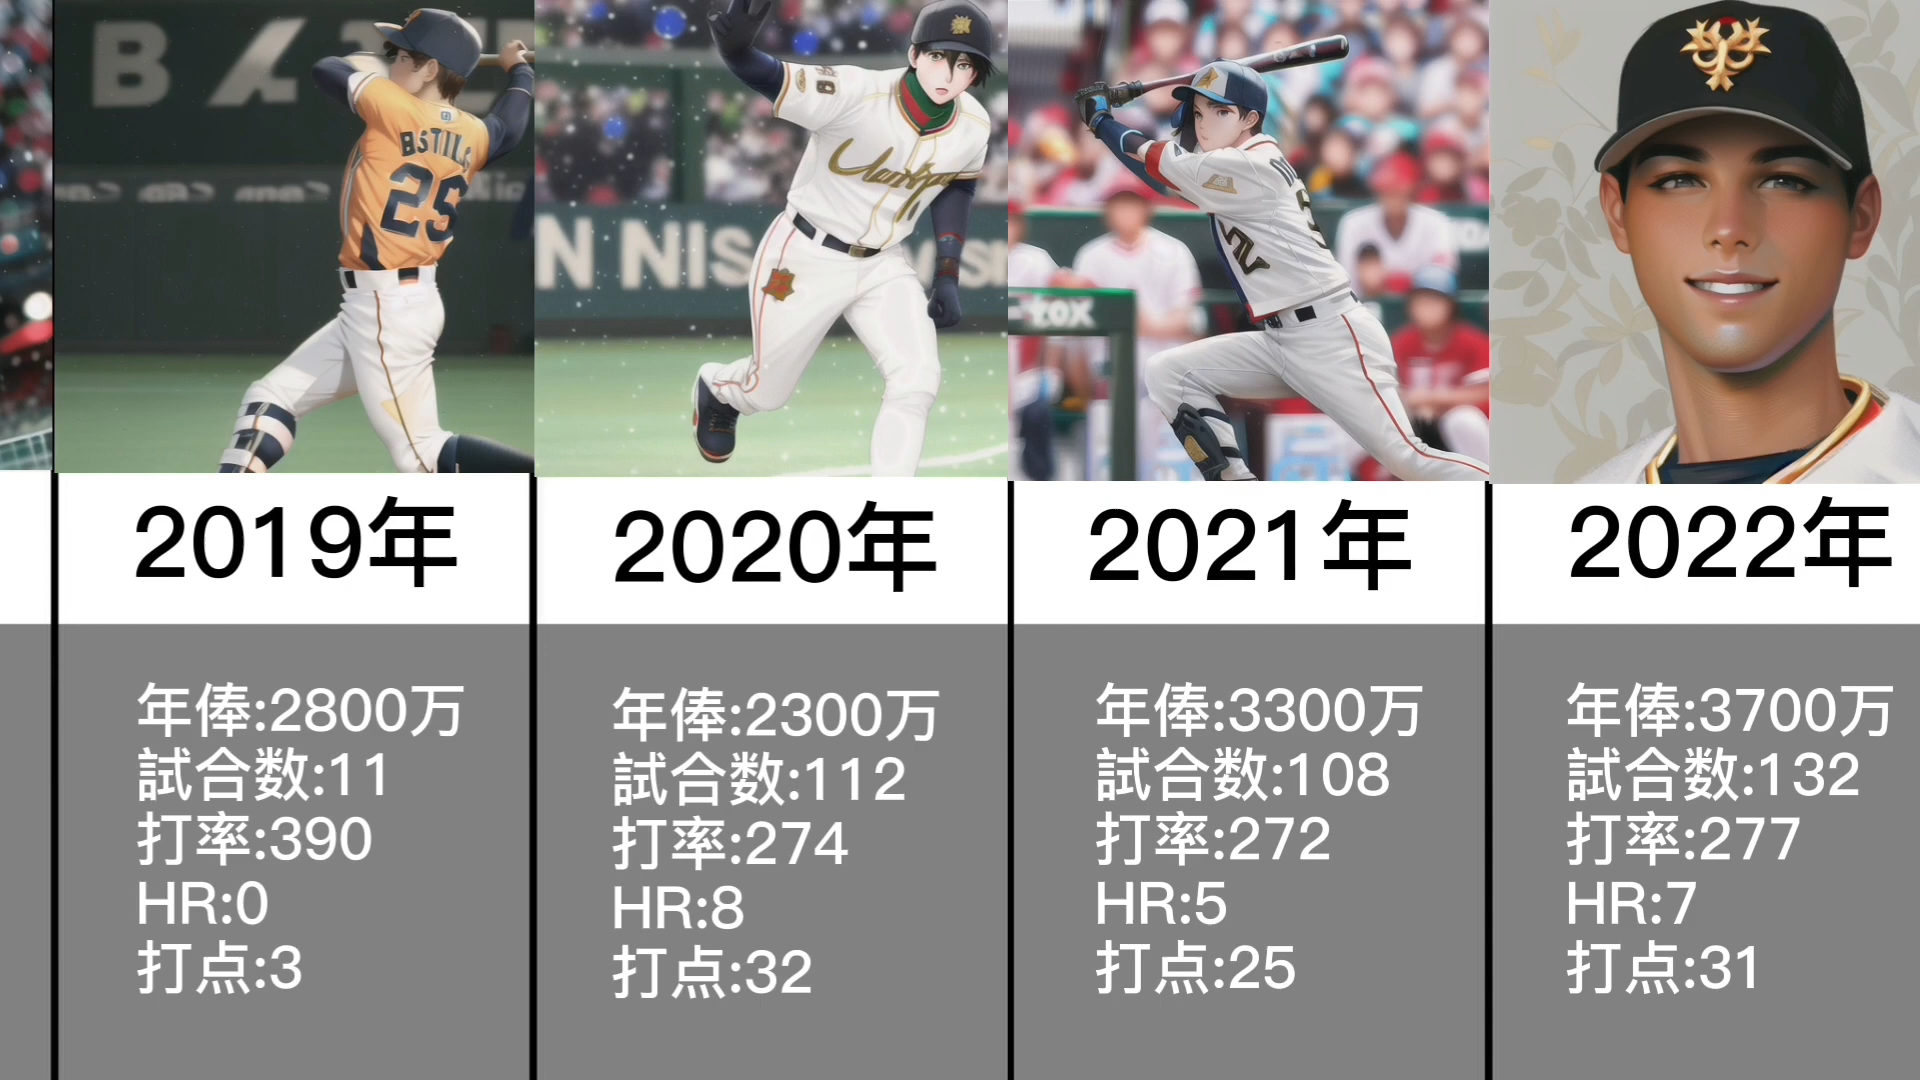 BSTILS
25
NIS
FOX
2019年
年俸:2800万
試合数:11
打率:390
HR:0
打点:3
2020年
年俸:2300万
試合数:112
打率:274
HR:8
打点:32
2021年
年俸:3300万
試合数:108
打率:272
HR:5
打点:25
2022年
年俸:3700万
試合数:132
打率:277
HR:7
打点:31